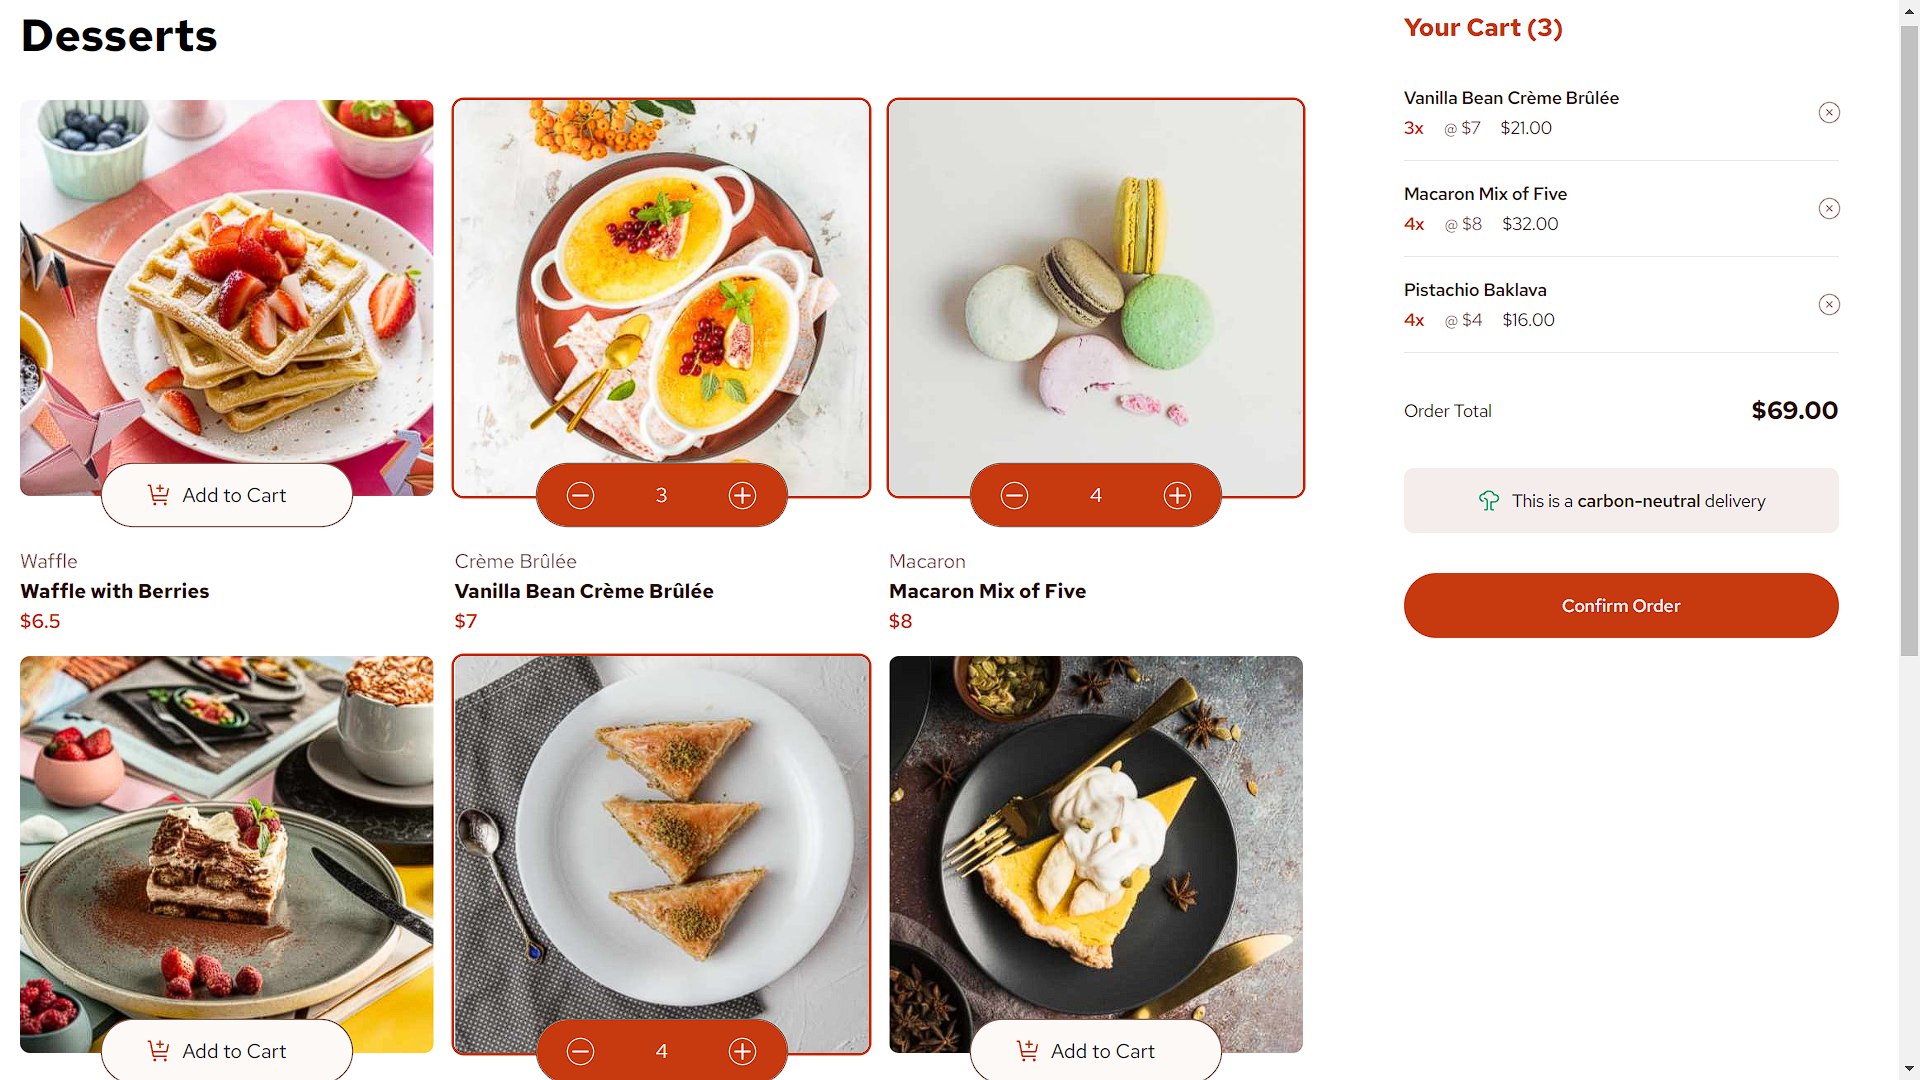 Desserts
Add to Cart
3
4
Waffle
Waffle with Berries
$6.5
Crème Brûlée
Vanilla Bean Crème Brûlée
$7
Macaron
Macaron Mix of Five
$8
Add to Cart
4
Add to Cart
Your Cart (3)
Vanilla Bean Crème Brûlée
3x @ $7 $21.00
Macaron Mix of Five
4x @ $8 $32.00
Pistachio Baklava
4x @ $4 $16.00
Order Total $69.00
This is a carbon-neutral delivery
Confirm Order